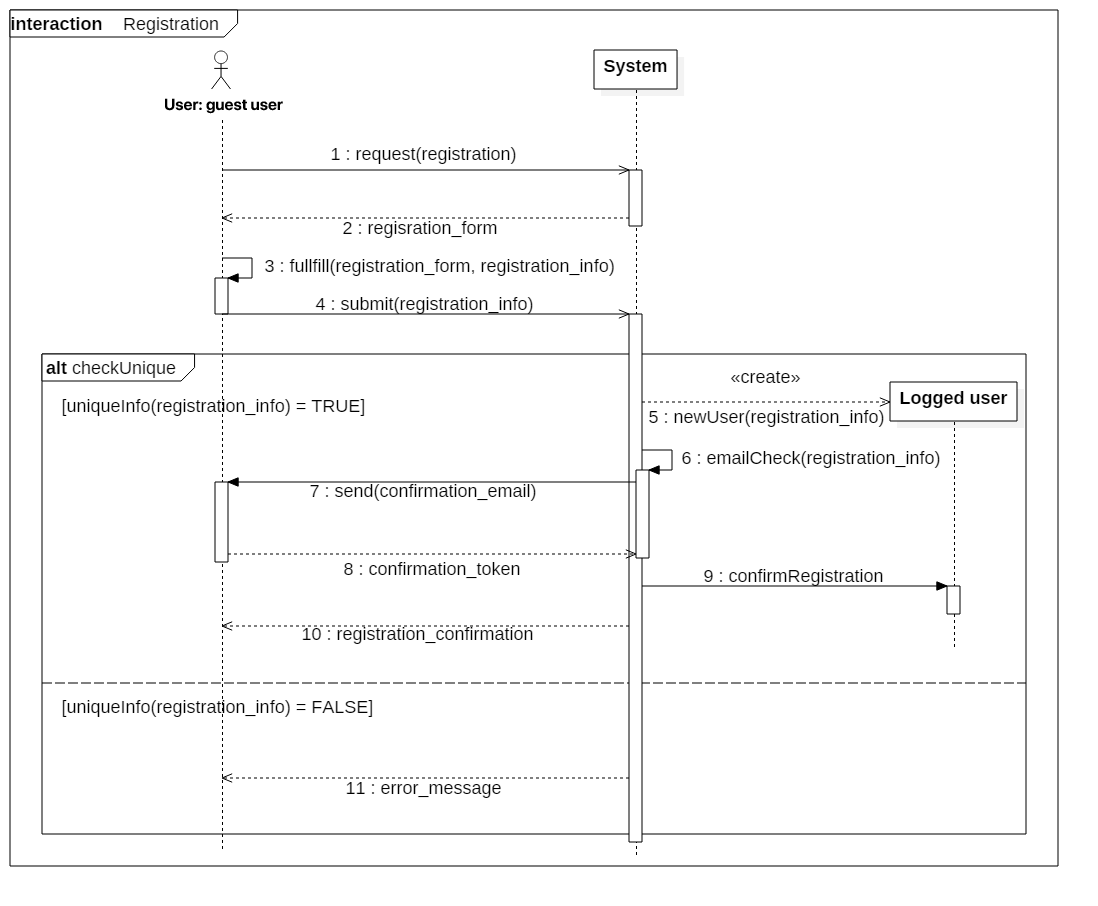 interaction Registration
System
User: guest user
1 : request(registration)
2 : regisration_form
3 : fullfill(registration_form, registration_info)
4 : submit(registration_info)
alt checkUnique
«create»
Logged user
[uniqueInfo(registration_info) = TRUE]
5 : newUser(registration_info)
6 : emailCheck(registration_info)
7 : send(confirmation_email)
8 : confirmation_token
9 : confirmRegistration
10 : registration_confirmation
[uniqueInfo(registration_info) = FALSE]
11 : error_message